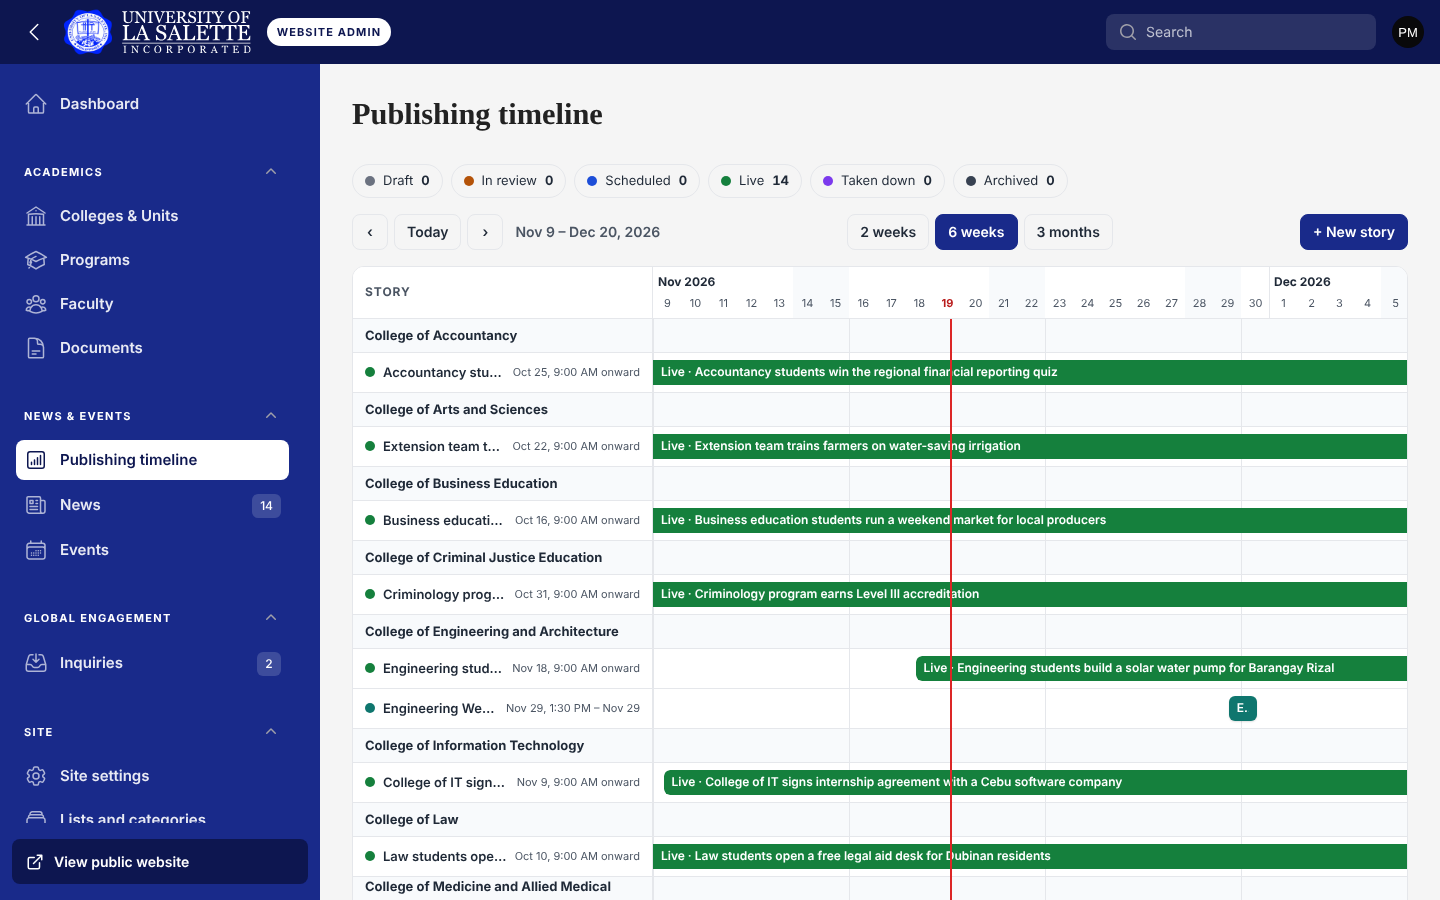 UNIVERSITY OF
LA SALETTE
INCORPORATED
WEBSITE ADMIN
Search
PM
Dashboard
ACADEMICS
Colleges & Units
Programs
Faculty
Documents
NEWS & EVENTS
Publishing timeline
News 14
Events
GLOBAL ENGAGEMENT
Inquiries 2
SITE
Site settings
Lists and categories
View public website
Publishing timeline
Draft 0 In review 0 Scheduled 0 Live 14 Taken down 0 Archived 0
‹ Today › Nov 9 – Dec 20, 2026 2 weeks 6 weeks 3 months + New story
STORY
Nov 2026 Dec 2026
9 10 11 12 13 14 15 16 17 18 19 20 21 22 23 24 25 26 27 28 29 30 1 2 3 4 5
College of Accountancy
Accountancy stu... Oct 25, 9:00 AM onward Live · Accountancy students win the regional financial reporting quiz
College of Arts and Sciences
Extension team t... Oct 22, 9:00 AM onward Live · Extension team trains farmers on water-saving irrigation
College of Business Education
Business educati... Oct 16, 9:00 AM onward Live · Business education students run a weekend market for local producers
College of Criminal Justice Education
Criminology prog... Oct 31, 9:00 AM onward Live · Criminology program earns Level III accreditation
College of Engineering and Architecture
Engineering stud... Nov 18, 9:00 AM onward Live · Engineering students build a solar water pump for Barangay Rizal
Engineering We... Nov 29, 1:30 PM – Nov 29 E.
College of Information Technology
College of IT sign... Nov 9, 9:00 AM onward Live · College of IT signs internship agreement with a Cebu software company
College of Law
Law students ope... Oct 10, 9:00 AM onward Live · Law students open a free legal aid desk for Dubinan residents
College of Medicine and Allied Medical